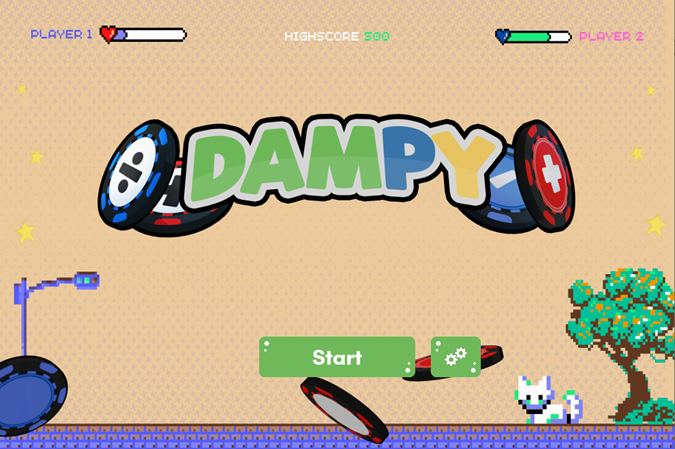 PLAYER 1
HIGHSCORE 500
PLAYER 2
DAMPY
Start